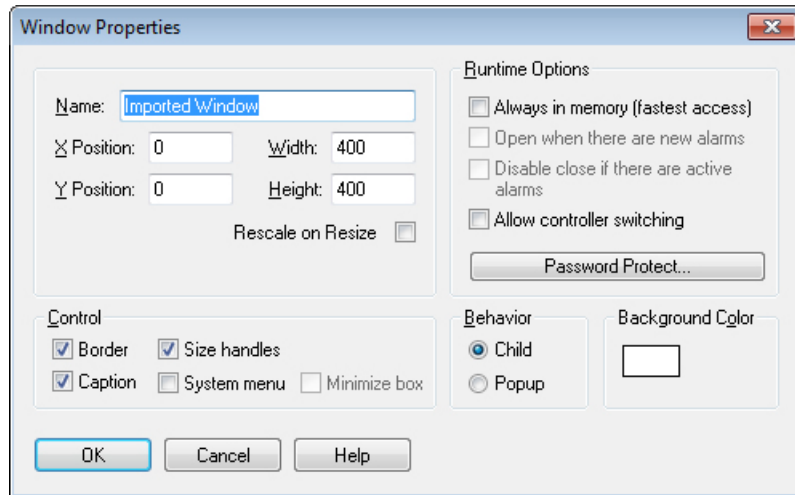 Window Properties
Name: Imported Window
X Position: 0 Width: 400
Y Position: 0 Height: 400
Rescale on Resize
Runtime Options
Always in memory (fastest access)
Open when there are new alarms
Disable close if there are active
alarms
Allow controller switching
Password Protect...
Control
Border Size handles
Caption System menu Minimize box
Behavior
Child
Popup
Background Color
OK Cancel Help